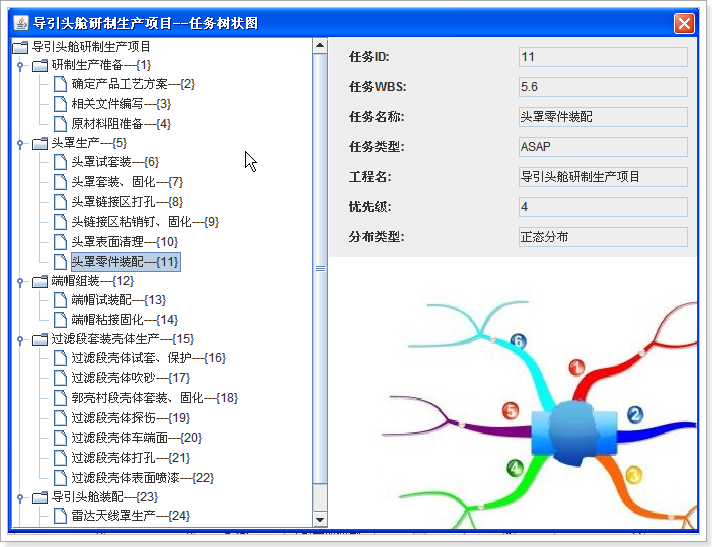 导引头舱研制生产项目--任务树状图
导引头舱研制生产项目
研制生产准备---{1}
确定产品工艺方案---{2}
相关文件编写---{3}
原材料阻准备---{4}
头罩生产---{5}
头罩试套装---{6}
头罩套装、固化---{7}
头罩链接区打孔---{8}
头链接区粘销钉、固化---{9}
头罩表面清理---{10}
头罩零件装配---{11}
端帽组装---{12}
端帽试装配---{13}
端帽粘接固化---{14}
过滤段套装壳体生产---{15}
过滤段壳体试套、保护---{16}
过滤段壳体吹砂---{17}
郭亮村段壳体套装、固化---{18}
过滤段壳体探伤---{19}
过滤段壳体车端面---{20}
过滤段壳体打孔---{21}
过滤段壳体表面喷漆---{22}
导引头舱装配---{23}
雷达天线罩生产---{24}
任务ID: 11
任务WBS: 5.6
任务名称: 头罩零件装配
任务类型: ASAP
工程名: 导引头舱研制生产项目
优先级: 4
分布类型: 正态分布
6
1
5
2
4
3